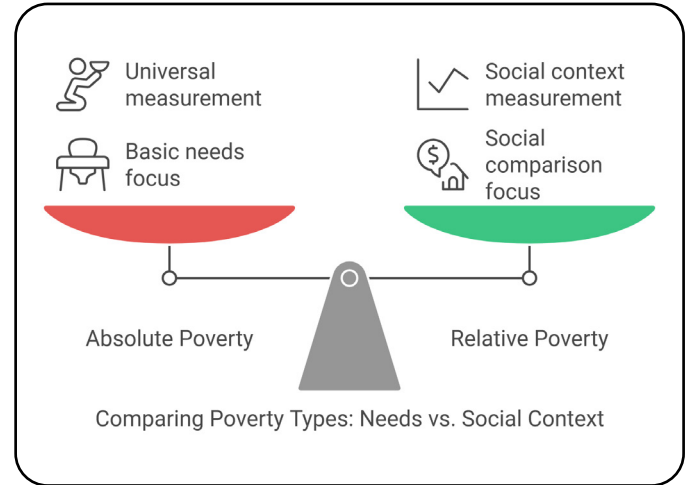 Universal
measurement
Basic needs
focus
Social context
measurement
Social
comparison
focus
$
Absolute Poverty
Relative Poverty
Comparing Poverty Types: Needs vs. Social Context